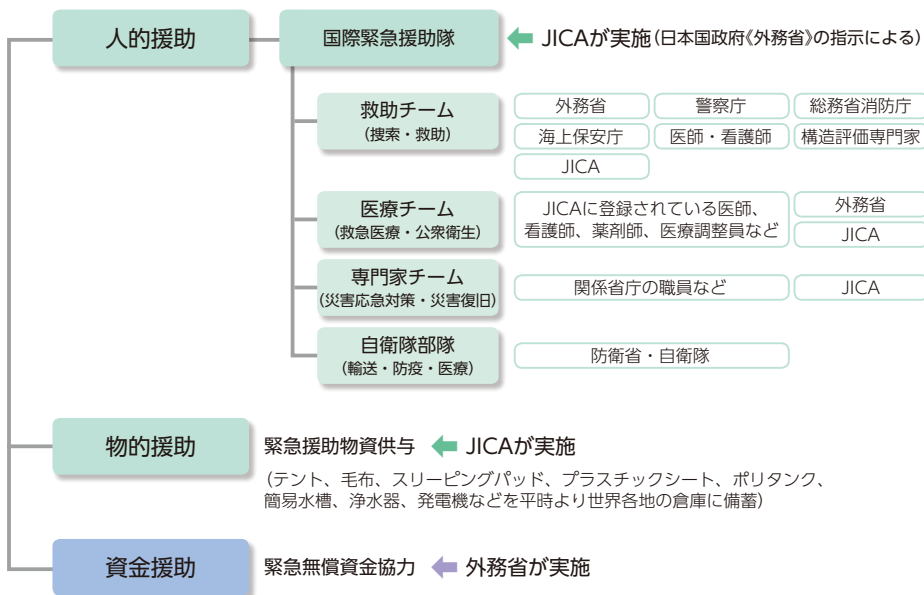 人的援助
国際緊急援助隊
JICAが実施(日本国政府《外務省》の指示による)
救助チーム
(捜索・救助)
外務省
警察庁
総務省消防庁
海上保安庁
医師・看護師
構造評価専門家
JICA
医療チーム
(救急医療・公衆衛生)
JICAに登録されている医師、
看護師、薬剤師、医療調整員など
外務省
JICA
専門家チーム
(災害応急対策・災害復旧)
関係省庁の職員など
JICA
自衛隊部隊
(輸送・防疫・医療)
防衛省・自衛隊
物的援助
緊急援助物資供与
JICAが実施
(テント、毛布、スリーピングパッド、プラスチックシート、ポリタンク、
簡易水槽、浄水器、発電機などを平時より世界各地の倉庫に備蓄)
資金援助
緊急無償資金協力
外務省が実施